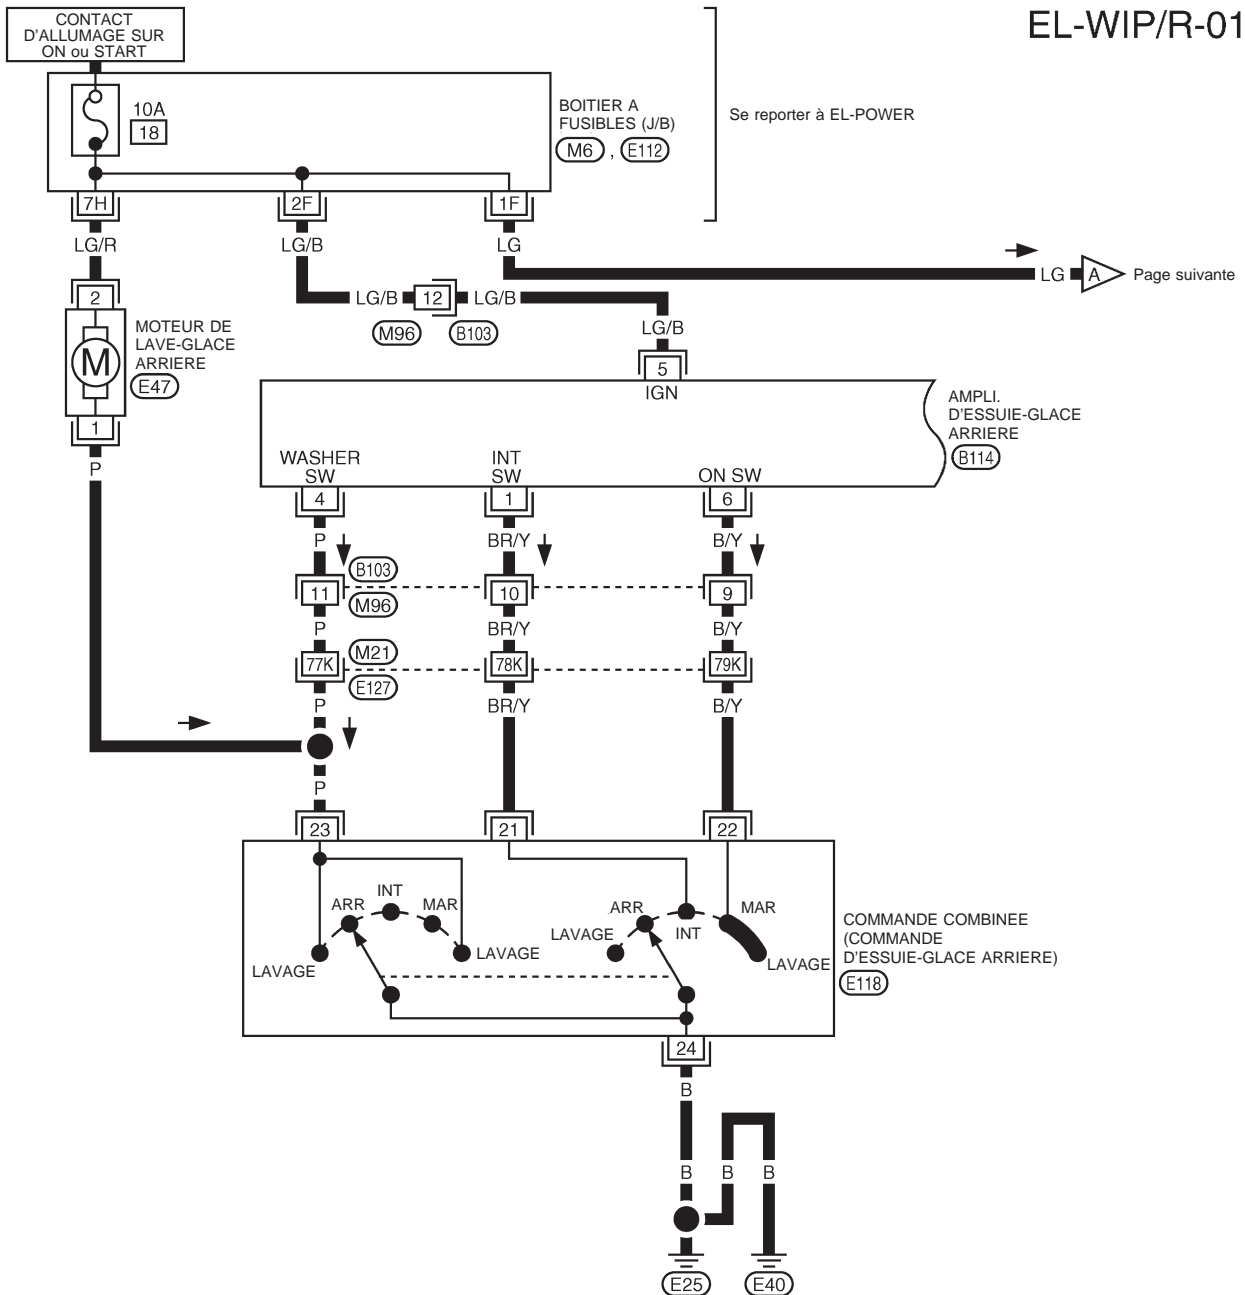 EL-WIP/R-01
CONTACT
D'ALLUMAGE SUR
ON ou START
10A
18
BOITIER A
FUSIBLES (J/B)
M6 , E112
Se reporter à EL-POWER
7H
2F
1F
LG/R
LG/B
LG
LG
A
Page suivante
2
LG/B
12
LG/B
M96
B103
LG/B
MOTEUR DE
LAVE-GLACE
ARRIERE
E47
M
5
IGN
1
P
AMPLI.
D'ESSUIE-GLACE
ARRIERE
B114
WASHER
SW
INT
SW
ON SW
4
1
6
P
BR/Y
B/Y
B103
11
10
9
M96
P
BR/Y
B/Y
M21
77K
78K
79K
E127
P
BR/Y
B/Y
P
23
21
22
INT
ARR
MAR
LAVAGE
LAVAGE
ARR
INT
MAR
LAVAGE
LAVAGE
COMMANDE COMBINEE
(COMMANDE
D'ESSUIE-GLACE ARRIERE)
E118
24
B
B
B
B
E25
E40